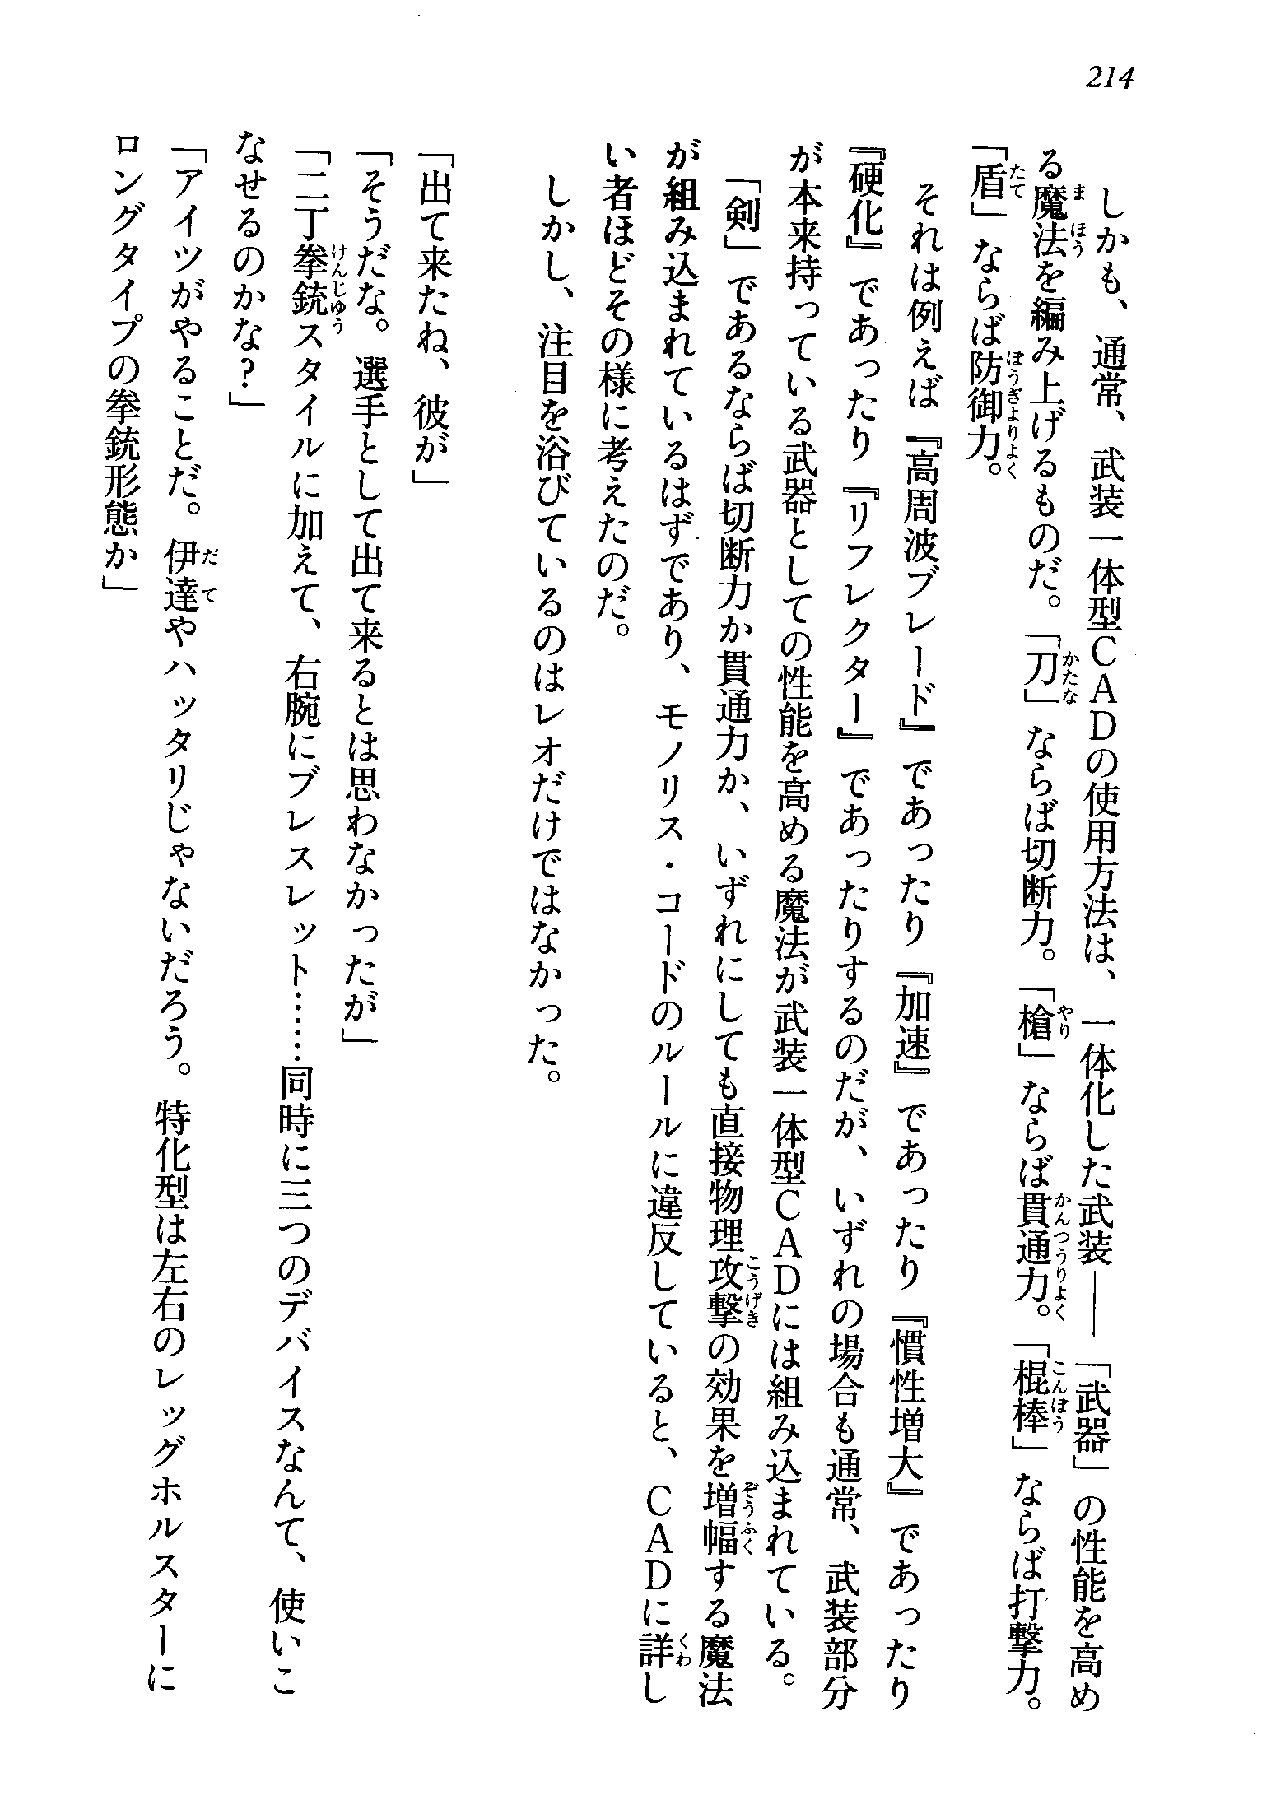 214
しかも、通常、武装一体型CADの使用方法は、一体化した武装――「武器」の性能を高め
る魔法を編み上げるものだ。「刀」ならば切断力。「槍」ならば貫通力。「棍棒」ならば打撃力。
「盾」ならば防御力。
それは例えば『高周波ブレード』であったり『加速』であったり『慣性増大』であったり
『硬化』であったり『リフレクター』であったりするのだが、いずれの場合も通常、武装部分
が本来持っている武器としての性能を高める魔法が武装一体型CADには組み込まれている。
「剣」であるならば切断力か貫通力か、いずれにしても直接物理攻撃の効果を増幅する魔法
が組み込まれているはずであり、モノリス・コードのルールに違反していると、CADに詳し
い者ほどその様に考えたのだ。
しかし、注目を浴びているのはレオだけではなかった。
「出て来たね、彼が」
「そうだな。選手として出て来るとは思わなかったが」
「二丁拳銃スタイルに加えて、右腕にブレスレット……同時に三つのデバイスなんて、使いこ
なせるのかな？」
「アイツがやることだ。伊達やハッタリじゃないだろう。特化型は左右のレッグホルスターに
ロングタイプの拳銃形態か」